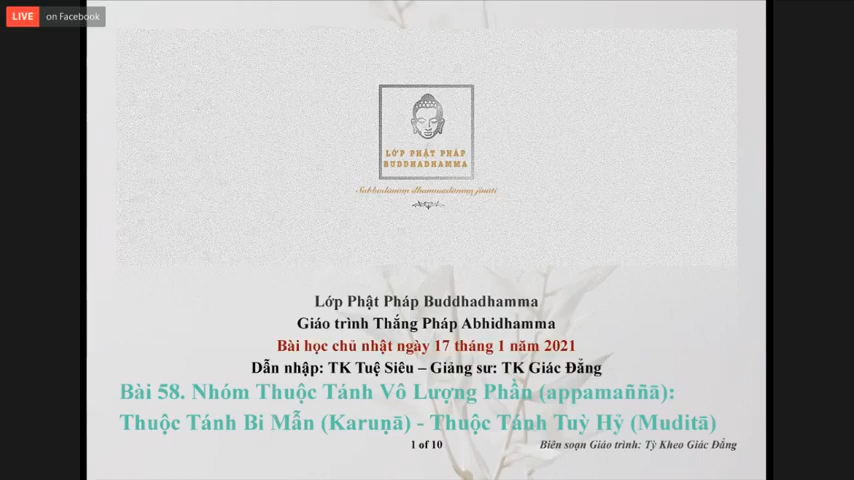 LIVE on Facebook
LỚP PHẬT PHÁP
BUDDHADHAMMA
Sabbadānaṃ dhammadānaṃ jināti
Lớp Phật Pháp Buddhadhamma
Giáo trình Thắng Pháp Abhidhamma
Bài học chủ nhật ngày 17 tháng 1 năm 2021
Dẫn nhập: TK Tuệ Siêu – Giảng sư: TK Giác Đẳng
Bài 58. Nhóm Thuộc Tánh Vô Lượng Phần (appamaññā):
Thuộc Tánh Bi Mẫn (Karuṇā) - Thuộc Tánh Tuỳ Hỷ (Muditā)
1 of 10
Biên soạn Giáo trình: Tỳ Kheo Giác Đẳng